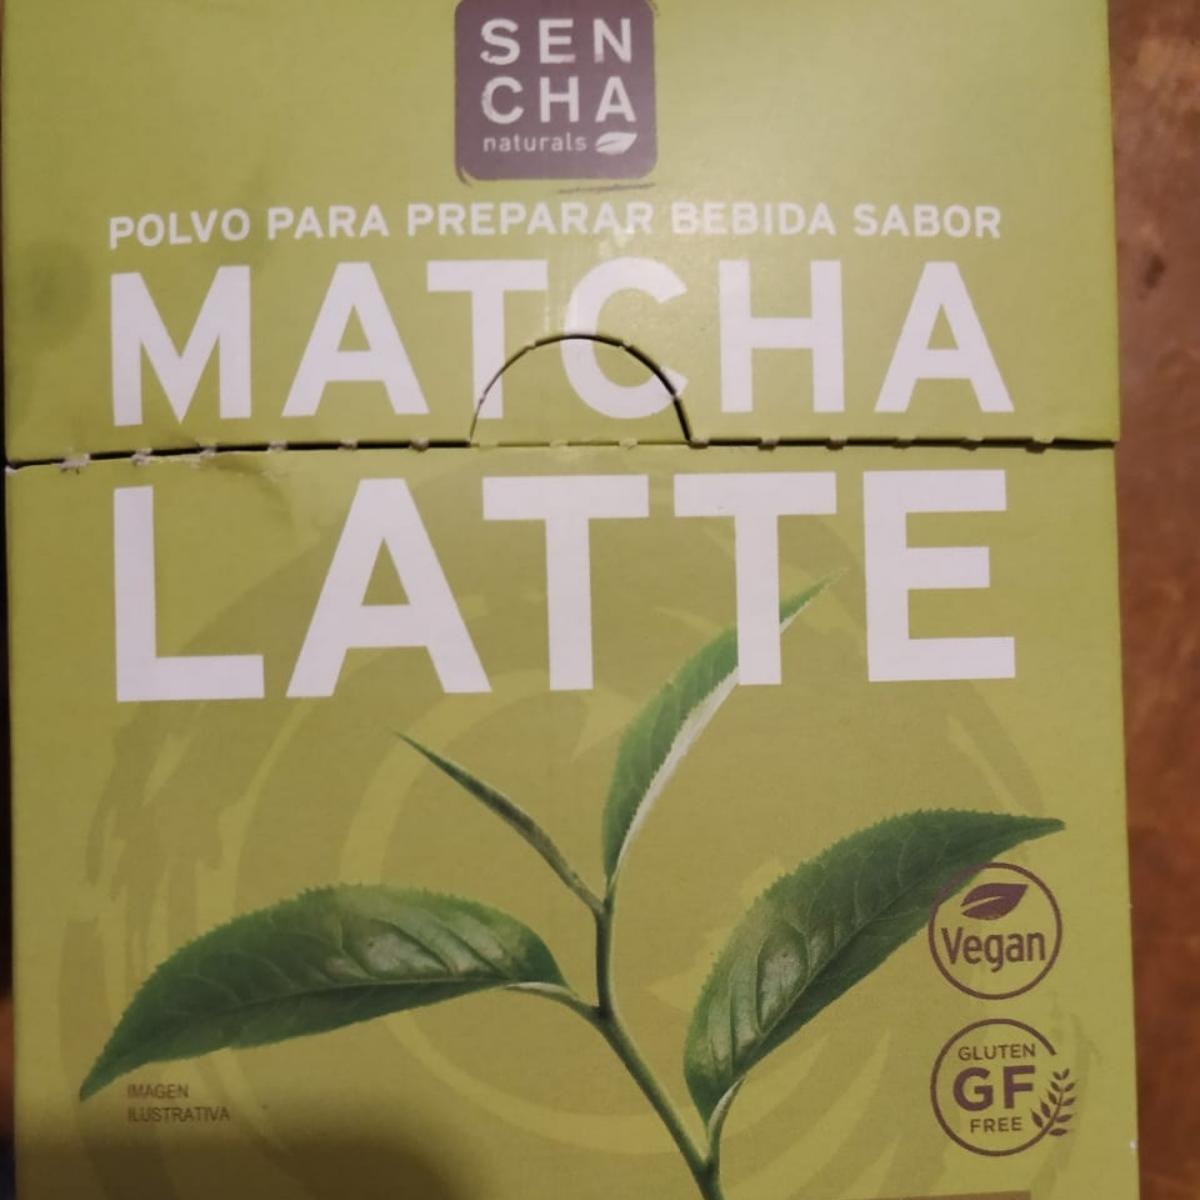 SEN
CHA
naturals
POLVO PARA PREPARAR BEBIDA SABOR
MATCHA
LATTE
Vegan
GLUTEN
GF
FREE
IMAGEN
ILUSTRATIVA